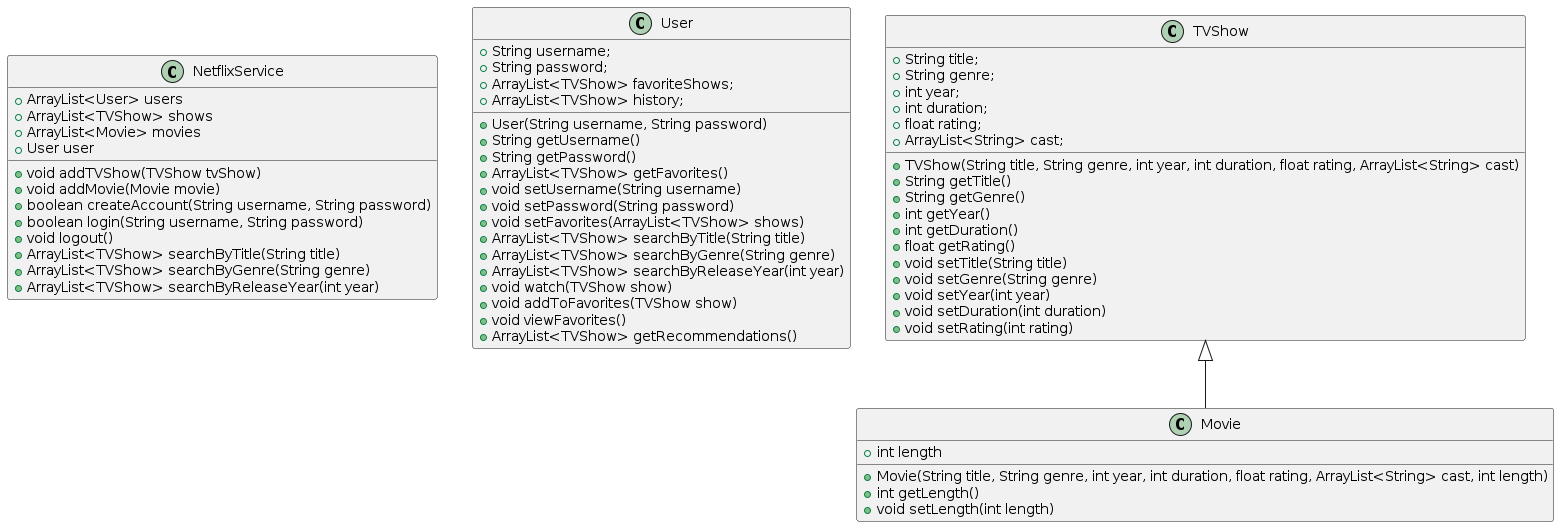 C NetflixService
ArrayList<User> users
ArrayList<TVShow> shows
ArrayList<Movie> movies
User user
void addTVShow(TVShow tvShow)
void addMovie(Movie movie)
boolean createAccount(String username, String password)
boolean login(String username, String password)
void logout()
ArrayList<TVShow> searchByTitle(String title)
ArrayList<TVShow> searchByGenre(String genre)
ArrayList<TVShow> searchByReleaseYear(int year)
C User
String username;
String password;
ArrayList<TVShow> favoriteShows;
ArrayList<TVShow> history;
User(String username, String password)
String getUsername()
String getPassword()
ArrayList<TVShow> getFavorites()
void setUsername(String username)
void setPassword(String password)
void setFavorites(ArrayList<TVShow> shows)
ArrayList<TVShow> searchByTitle(String title)
ArrayList<TVShow> searchByGenre(String genre)
ArrayList<TVShow> searchByReleaseYear(int year)
void watch(TVShow show)
void addToFavorites(TVShow show)
void viewFavorites()
ArrayList<TVShow> getRecommendations()
C TVShow
String title;
String genre;
int year;
int duration;
float rating;
ArrayList<String> cast;
TVShow(String title, String genre, int year, int duration, float rating, ArrayList<String> cast)
String getTitle()
String getGenre()
int getYear()
int getDuration()
float getRating()
void setTitle(String title)
void setGenre(String genre)
void setYear(int year)
void setDuration(int duration)
void setRating(int rating)
C Movie
int length
Movie(String title, String genre, int year, int duration, float rating, ArrayList<String> cast, int length)
int getLength()
void setLength(int length)